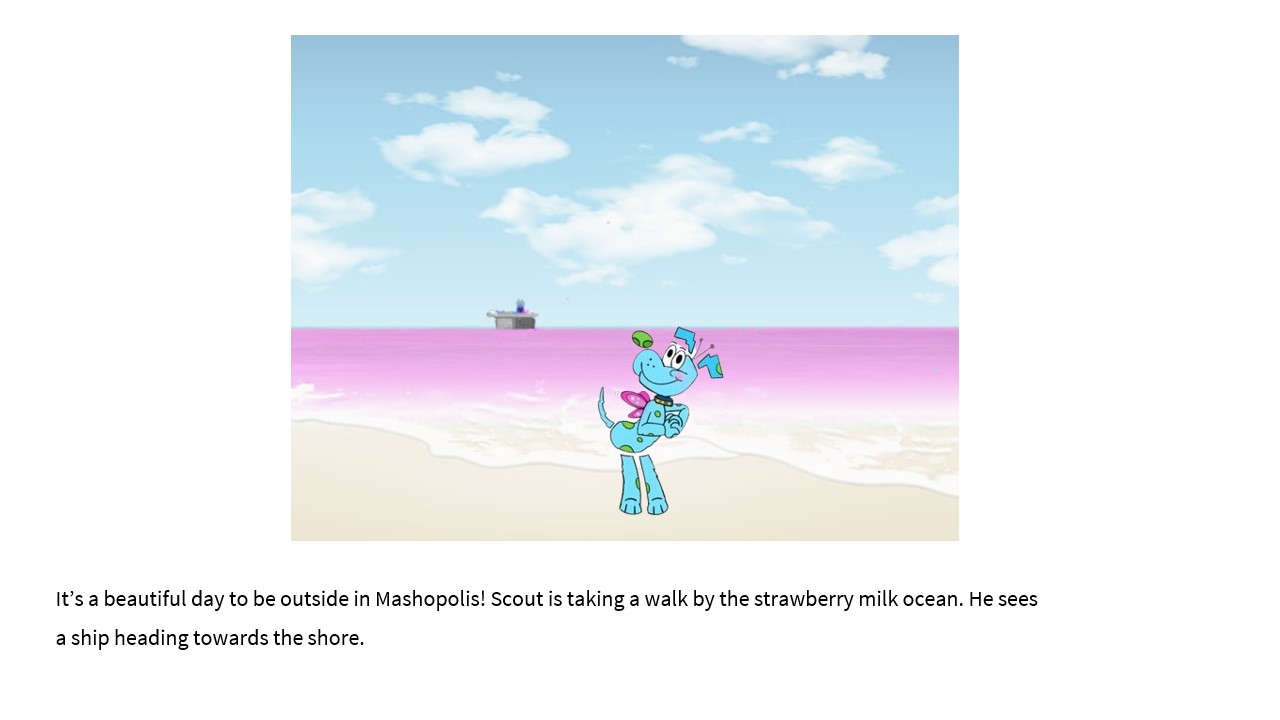 It’s a beautiful day to be outside in Mashopolis! Scout is taking a walk by the strawberry milk ocean. He sees
a ship heading towards the shore.